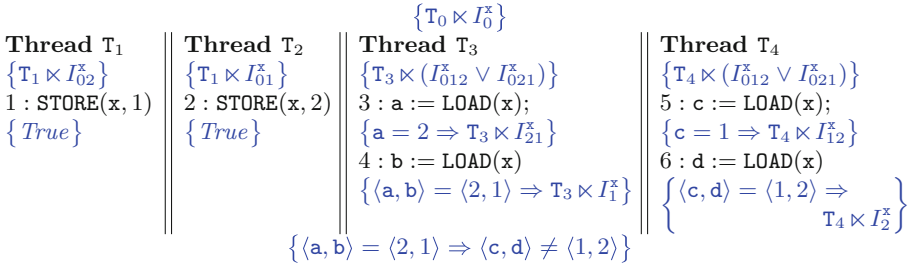 {T₀ ⋉ I₀ˣ}
Thread T₁ Thread T₂ Thread T₃ Thread T₄
{T₁ ⋉ I₀₂ˣ} {T₁ ⋉ I₀₁ˣ} {T₃ ⋉ (I₀₁₂ˣ ∨ I₀₂₁ˣ)} {T₄ ⋉ (I₀₁₂ˣ ∨ I₀₂₁ˣ)}
1 : STORE(x, 1) 2 : STORE(x, 2) 3 : a := LOAD(x); 5 : c := LOAD(x);
{True} {True} {a = 2 ⇒ T₃ ⋉ I₂₁ˣ} {c = 1 ⇒ T₄ ⋉ I₁₂ˣ}
4 : b := LOAD(x) 6 : d := LOAD(x)
{⟨a, b⟩ = ⟨2, 1⟩ ⇒ T₃ ⋉ I₁ˣ} {⟨c, d⟩ = ⟨1, 2⟩ ⇒
T₄ ⋉ I₂ˣ}
{⟨a, b⟩ = ⟨2, 1⟩ ⇒ ⟨c, d⟩ ≠ ⟨1, 2⟩}